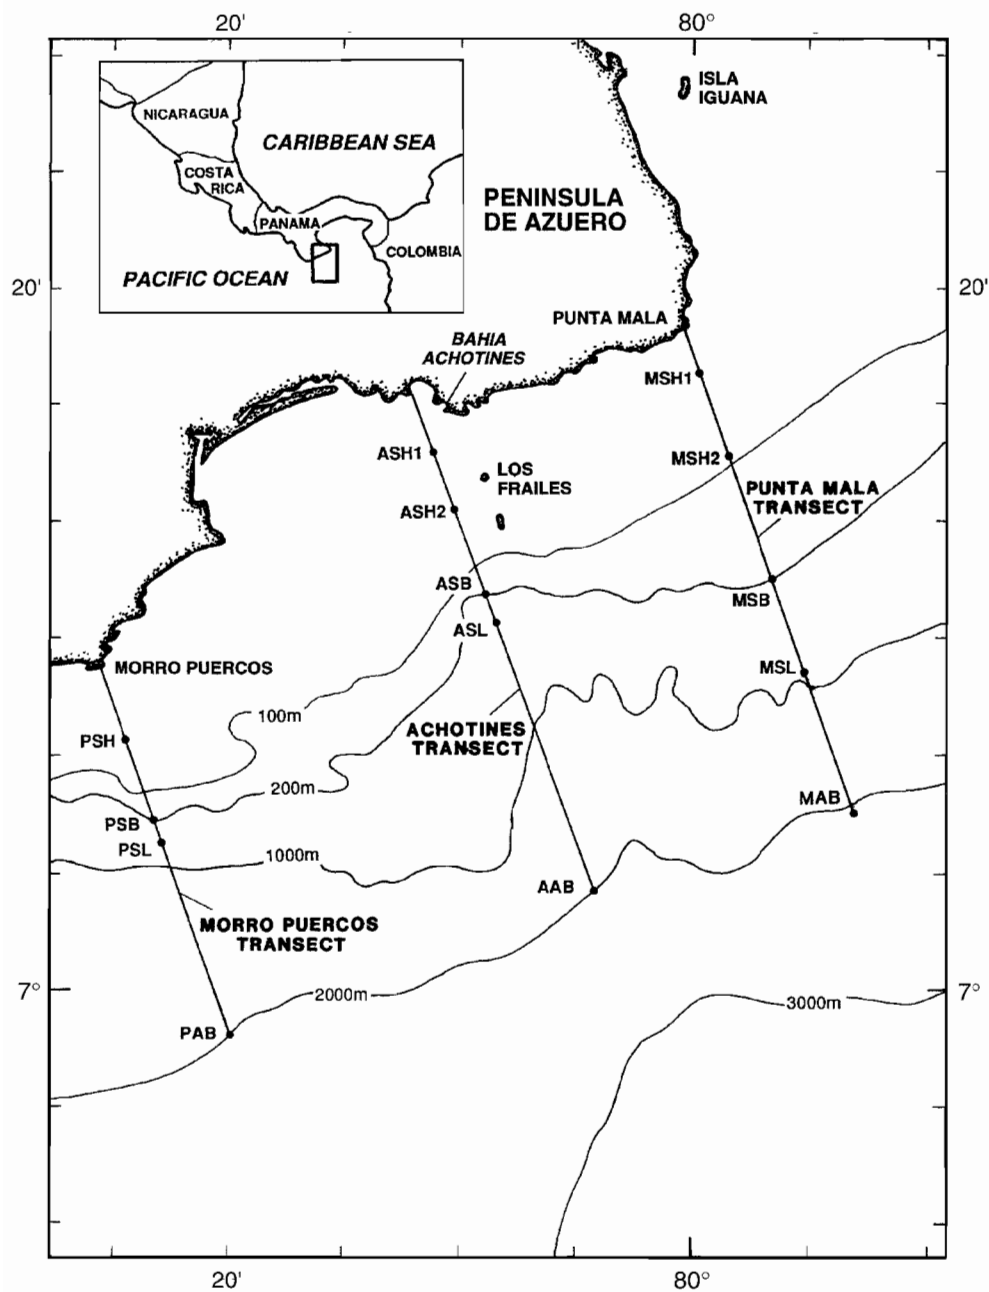 20'
80°
ISLA
IGUANA
NICARAGUA
CARIBBEAN SEA
COSTA
RICA
PENINSULA
DE AZUERO
PANAMA
COLOMBIA
PACIFIC OCEAN
20'
20'
PUNTA MALA
BAHIA
ACHOTINES
MSH1
ASH1
MSH2
LOS
FRAILES
PUNTA MALA
TRANSECT
ASH2
ASB
MSB
ASL
MORRO PUERCOS
MSL
100m
ACHOTINES
TRANSECT
PSH
200m
MAB
PSB
PSL
1000m
AAB
MORRO PUERCOS
TRANSECT
7°
2000m
3000m
7°
PAB
20'
80°